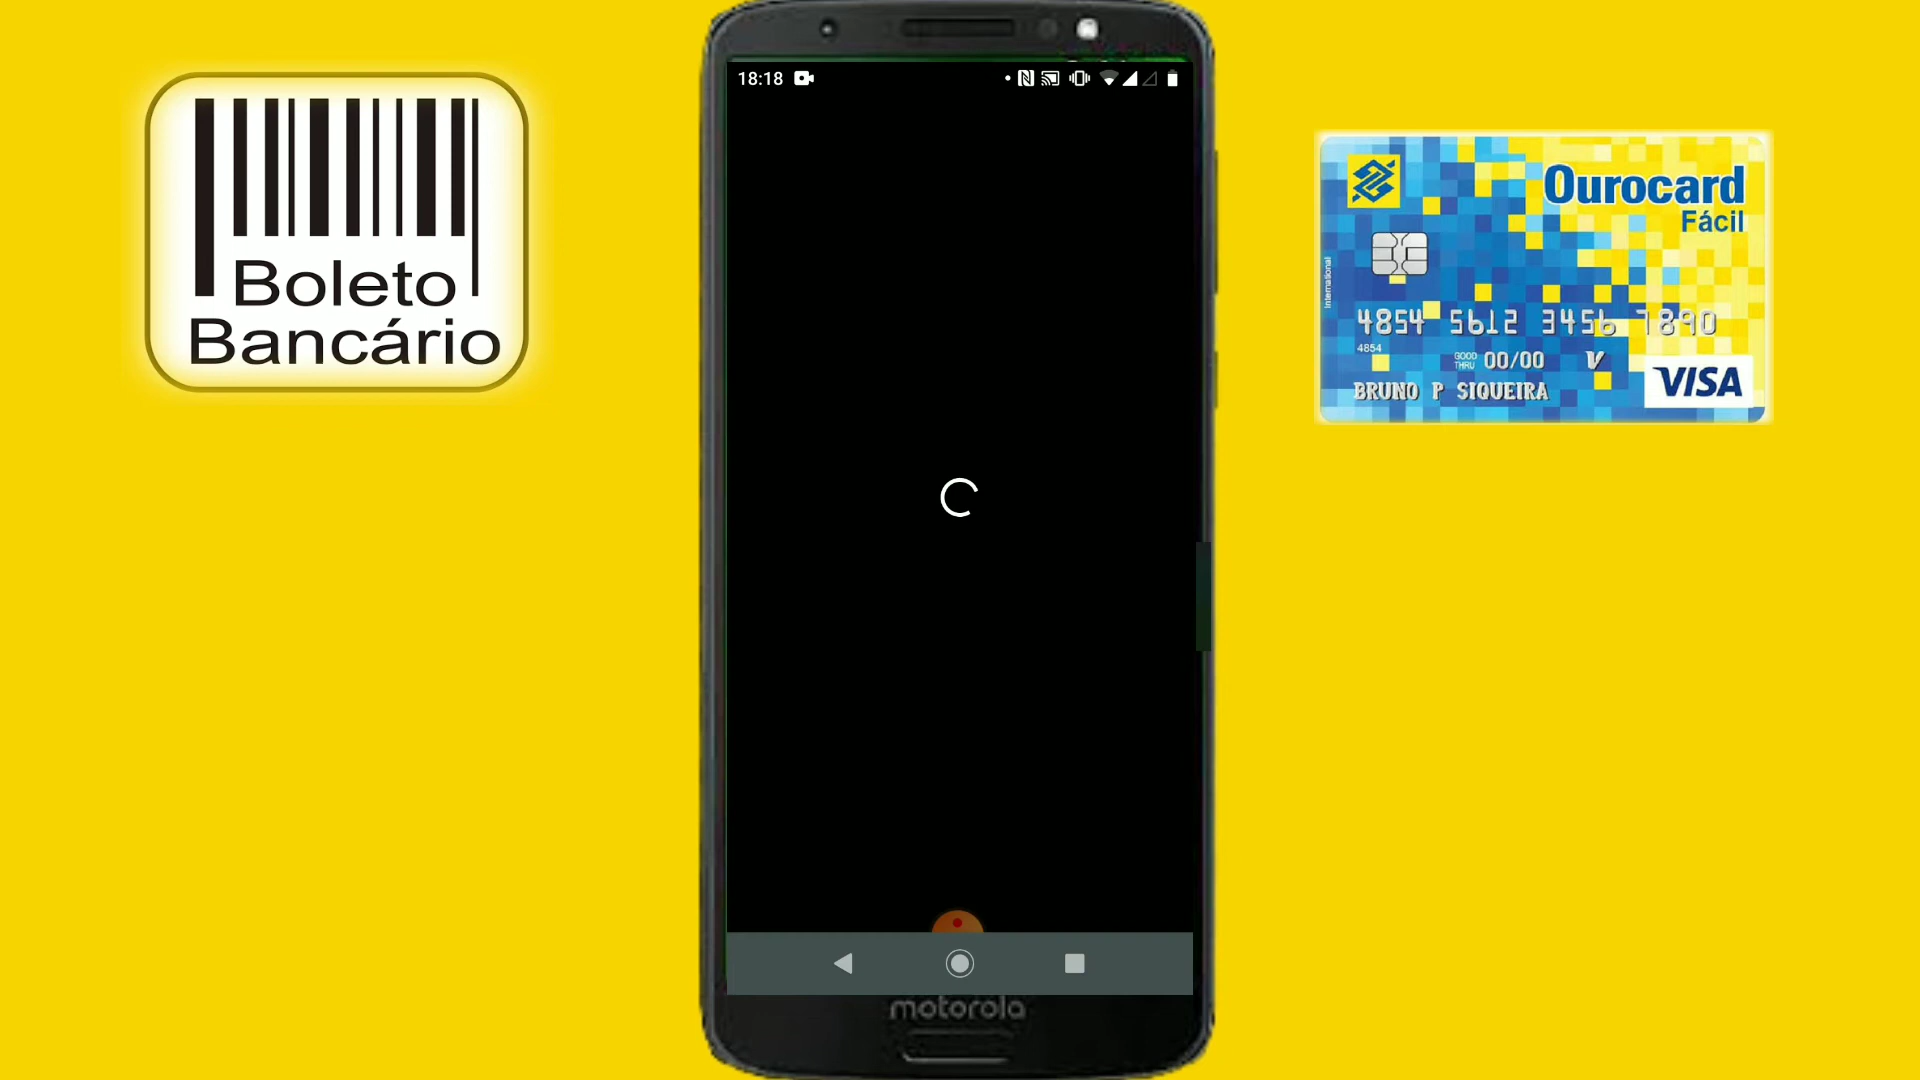 Boleto
Bancário
18:18
motorola
Ourocard
Fácil
International
4854 5612 3456 7890
4854
GOOD
THRU 00/00 V
BRUNO P SIQUEIRA
VISA